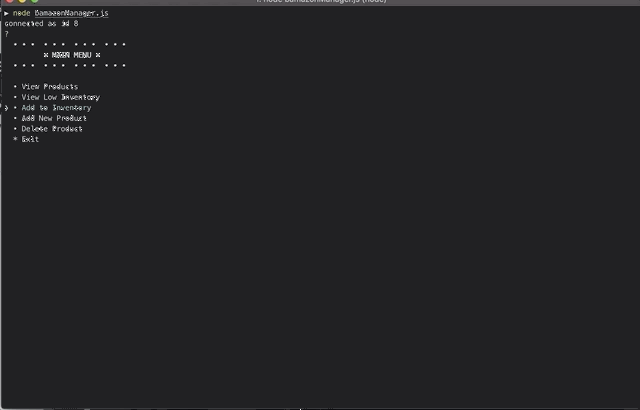 1. node BamazonManager.js (node)
▶ node BamazonManager.js
connected as id 8
?
• • • • • • • • • • • •
× MAIN MENU ×
• • • • • • • • • • • •
• View Products
• View Low Inventory
❯ • Add to Inventory
• Add New Product
• Delete Product
* Exit